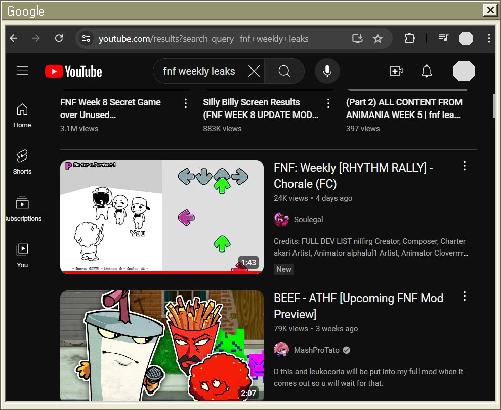 Google
youtube.com/results?search_query=fnf+weekly+leaks
YouTube
fnf weekly leaks
Home
Shorts
Subscriptions
You
FNF Week 8 Secret Game
over Unused...
3.1M views
Silly Billy Screen Results
(FNF WEEK 8 UPDATE MOD...
883K views
(Part 2) ALL CONTENT FROM
ANIMANIA WEEK 5 | fnf lea...
397 views
You
1:43
FNF: Weekly [RHYTHM RALLY] -
Chorale (FC)
24K views • 4 days ago
Soulegal
Credits: FULL DEV LIST niffirg Creator, Composer, Charter
akari Artist, Animator alphalul1 Artist, Animator Cloverrr...
New
2:07
BEEF - ATHF [Upcoming FNF Mod
Preview]
79K views • 3 weeks ago
MashProTato
D this and leukocaria will be put into my full mod when it
comes out so u will wait for that.